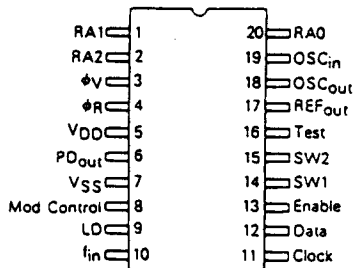 RA1 1 20 RA0
RA2 2 19 OSCin
ϕV 3 18 OSCout
ϕR 4 17 REFout
VDD 5 16 Test
PDout 6 15 SW2
VSS 7 14 SW1
Mod Control 8 13 Enable
LD 9 12 Data
fin 10 11 Clock